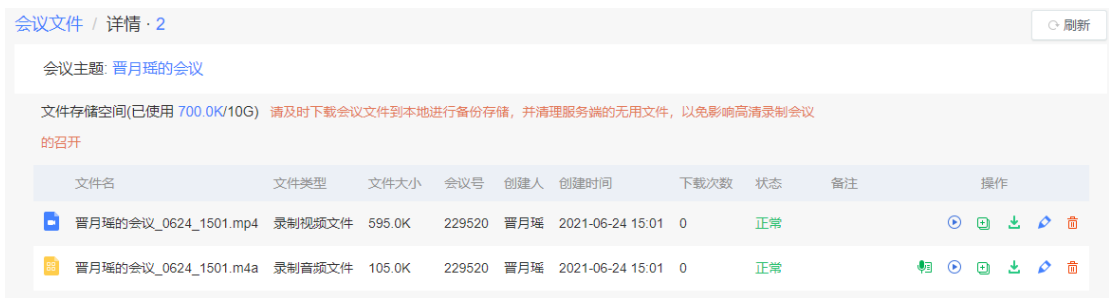 会议文件 / 详情 · 2
刷新
会议主题: 晋月瑶的会议
文件存储空间(已使用 700.0K/10G) 请及时下载会议文件到本地进行备份存储，并清理服务端的无用文件，以免影响高清录制会议
的召开
文件名 文件类型 文件大小 会议号 创建人 创建时间 下载次数 状态 备注 操作
晋月瑶的会议_0624_1501.mp4 录制视频文件 595.0K 229520 晋月瑶 2021-06-24 15:01 0 正常
晋月瑶的会议_0624_1501.m4a 录制音频文件 105.0K 229520 晋月瑶 2021-06-24 15:01 0 正常